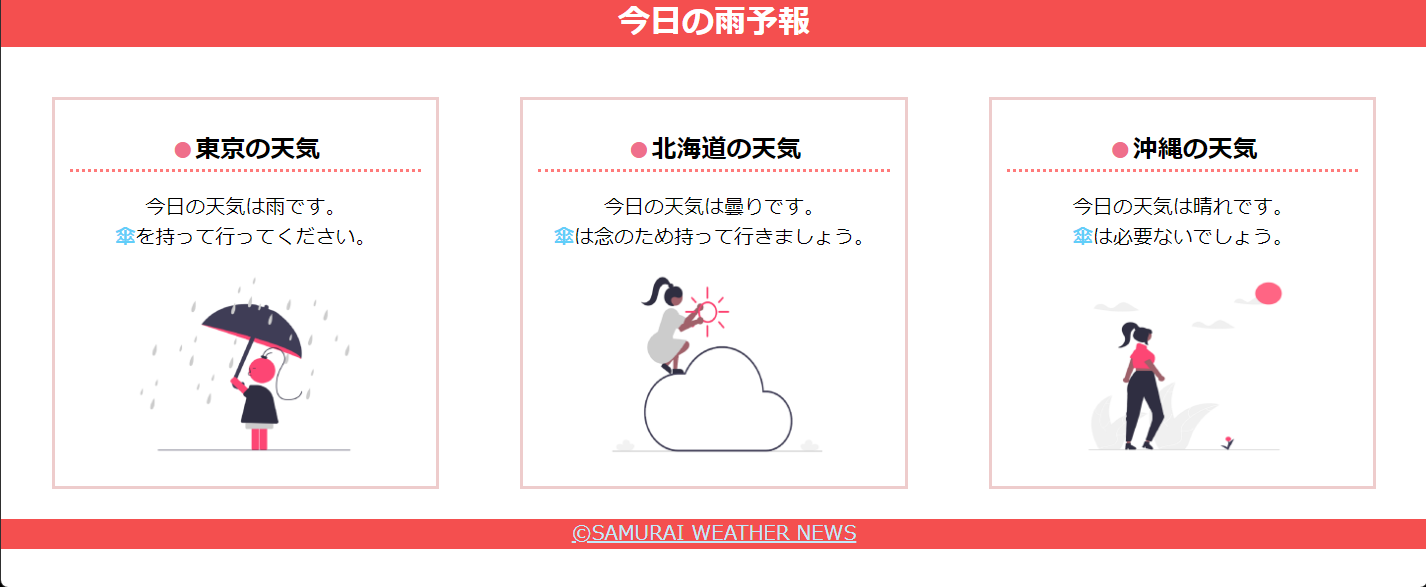 今日の雨予報
●東京の天気
今日の天気は雨です。
傘を持って行ってください。
●北海道の天気
今日の天気は曇りです。
傘は念のため持って行きましょう。
●沖縄の天気
今日の天気は晴れです。
傘は必要ないでしょう。
©SAMURAI WEATHER NEWS